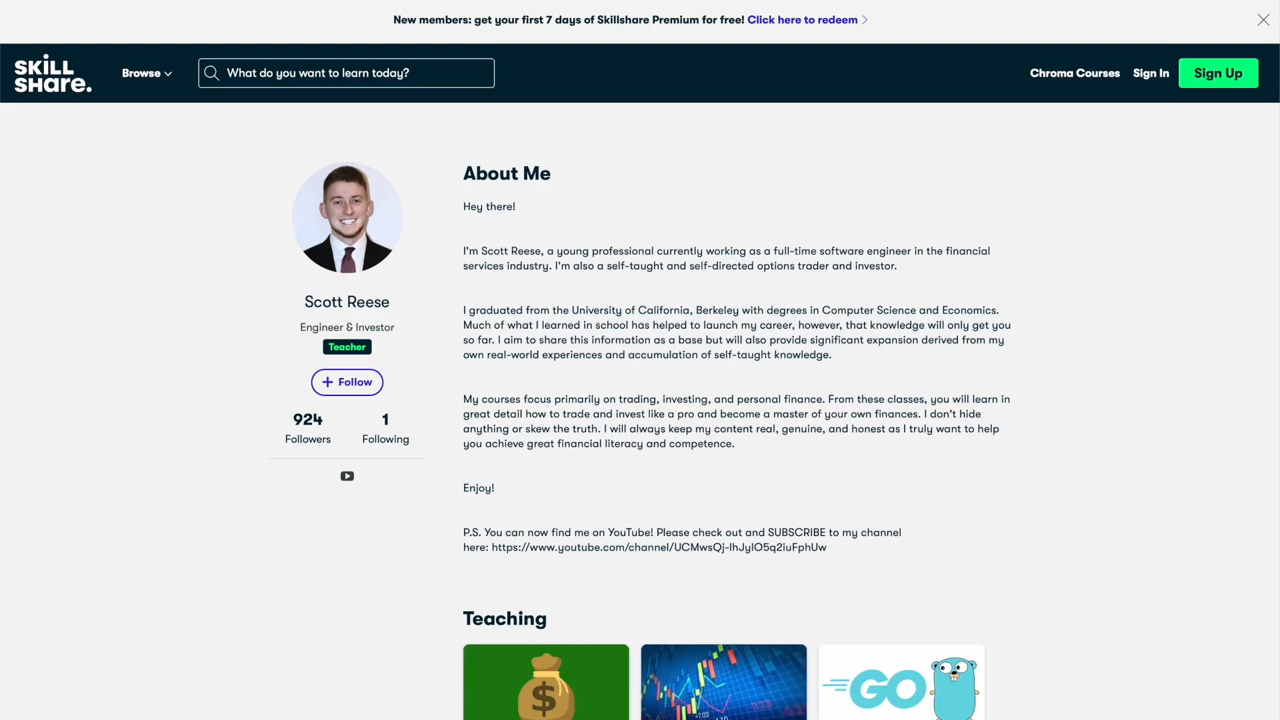 New members: get your first 7 days of Skillshare Premium for free! Click here to redeem
SKILL
SHare.
Browse
What do you want to learn today?
Chroma Courses
Sign In
Sign Up
Scott Reese
Engineer & Investor
Teacher
+ Follow
924
Followers
1
Following
About Me
Hey there!
I'm Scott Reese, a young professional currently working as a full-time software engineer in the financial
services industry. I'm also a self-taught and self-directed options trader and investor.
I graduated from the University of California, Berkeley with degrees in Computer Science and Economics.
Much of what I learned in school has helped to launch my career, however, that knowledge will only get you
so far. I aim to share this information as a base but will also provide significant expansion derived from my
own real-world experiences and accumulation of self-taught knowledge.
My courses focus primarily on trading, investing, and personal finance. From these classes, you will learn in
great detail how to trade and invest like a pro and become a master of your own finances. I don't hide
anything or skew the truth. I will always keep my content real, genuine, and honest as I truly want to help
you achieve great financial literacy and competence.
Enjoy!
P.S. You can now find me on YouTube! Please check out and SUBSCRIBE to my channel
here: https://www.youtube.com/channel/UCMwsQj-lhJylO5q2iuFphUw
Teaching
$
GO